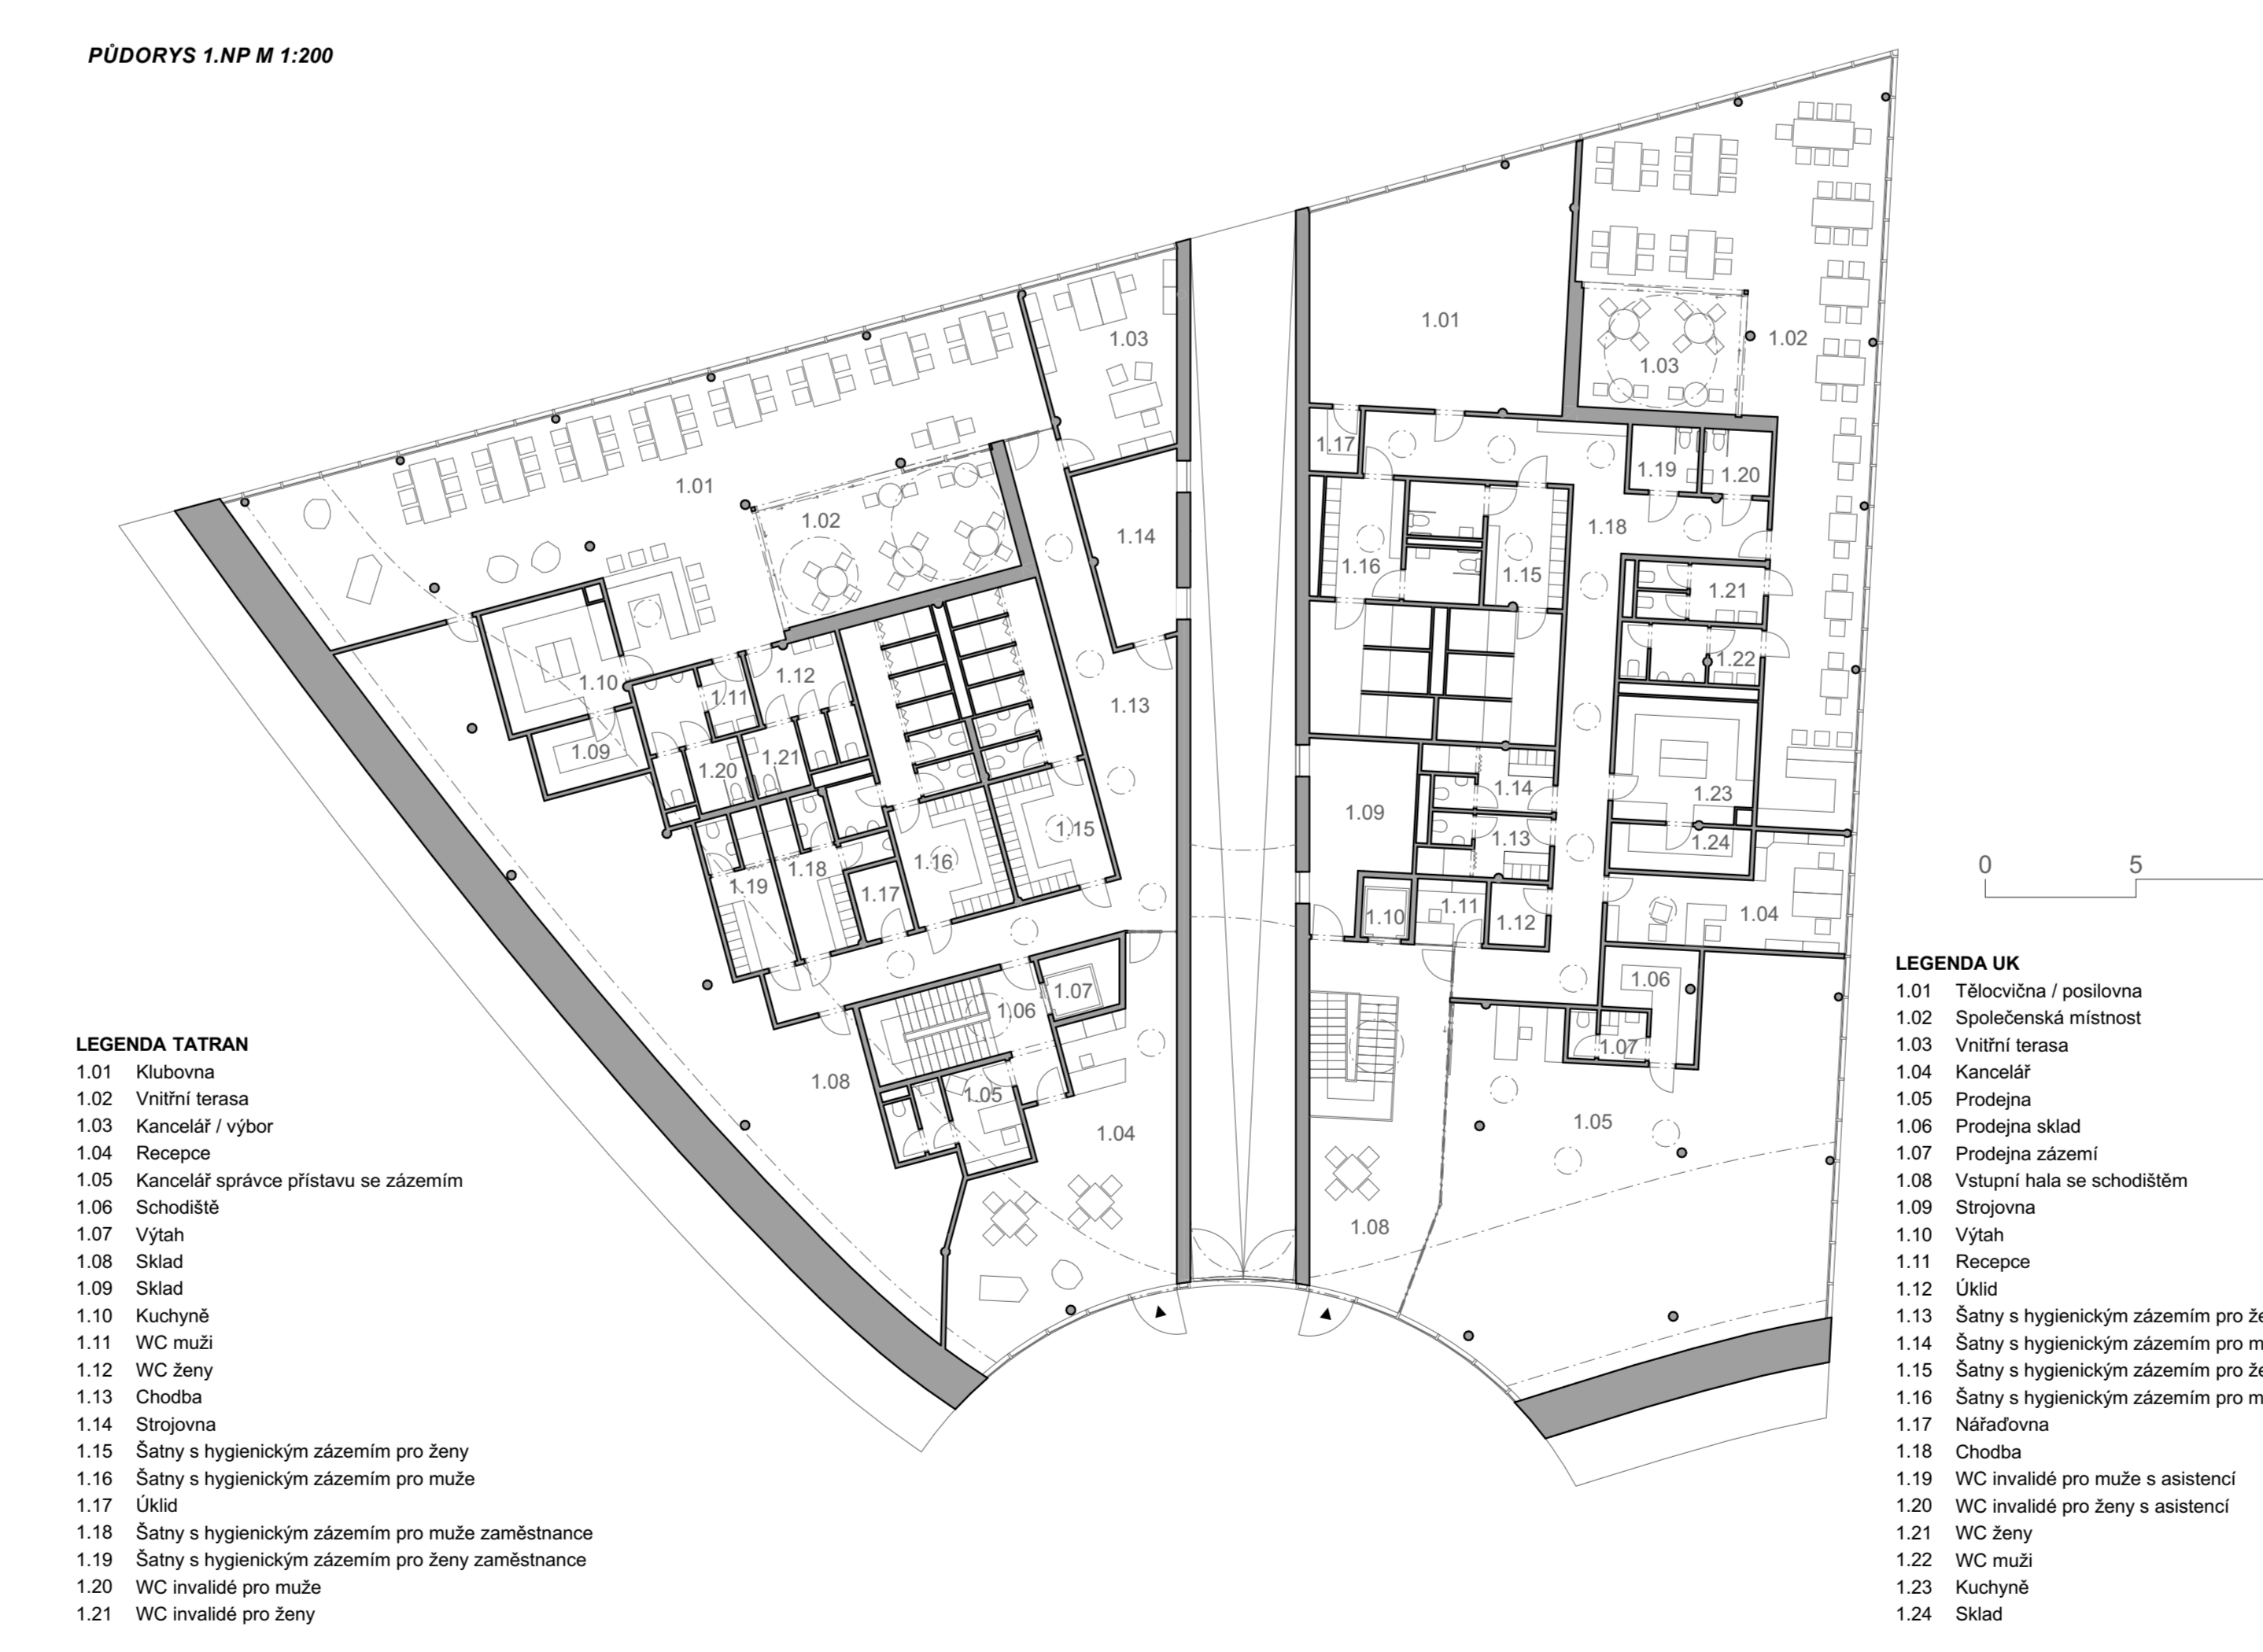 PŮDORYS 1.NP M 1:200
1.01
1.02
1.03
1.03
1.01
1.02
1.14
1.17
1.19
1.20
1.18
1.16
1.15
1.21
1.22
1.10
1.11
1.12
1.13
1.09
1.20
1.21
1.09
1.14
1.13
1.23
1.24
1.15
1.16
1.19
1.18
1.17
1.10
1.11
1.12
1.04
0
5
1.07
1.06
1.06
1.07
1.08
1.05
1.04
1.05
1.08
LEGENDA TATRAN
1.01 Klubovna
1.02 Vnitřní terasa
1.03 Kancelář / výbor
1.04 Recepce
1.05 Kancelář správce přístavu se zázemím
1.06 Schodiště
1.07 Výtah
1.08 Sklad
1.09 Sklad
1.10 Kuchyně
1.11 WC muži
1.12 WC ženy
1.13 Chodba
1.14 Strojovna
1.15 Šatny s hygienickým zázemím pro ženy
1.16 Šatny s hygienickým zázemím pro muže
1.17 Úklid
1.18 Šatny s hygienickým zázemím pro muže zaměstnance
1.19 Šatny s hygienickým zázemím pro ženy zaměstnance
1.20 WC invalidé pro muže
1.21 WC invalidé pro ženy
LEGENDA UK
1.01 Tělocvična / posilovna
1.02 Společenská místnost
1.03 Vnitřní terasa
1.04 Kancelář
1.05 Prodejna
1.06 Prodejna sklad
1.07 Prodejna zázemí
1.08 Vstupní hala se schodištěm
1.09 Strojovna
1.10 Výtah
1.11 Recepce
1.12 Úklid
1.13 Šatny s hygienickým zázemím pro
1.14 Šatny s hygienickým zázemím pro
1.15 Šatny s hygienickým zázemím pro
1.16 Šatny s hygienickým zázemím pro
1.17 Nářaďovna
1.18 Chodba
1.19 WC invalidé pro muže s asistencí
1.20 WC invalidé pro ženy s asistencí
1.21 WC ženy
1.22 WC muži
1.23 Kuchyně
1.24 Sklad